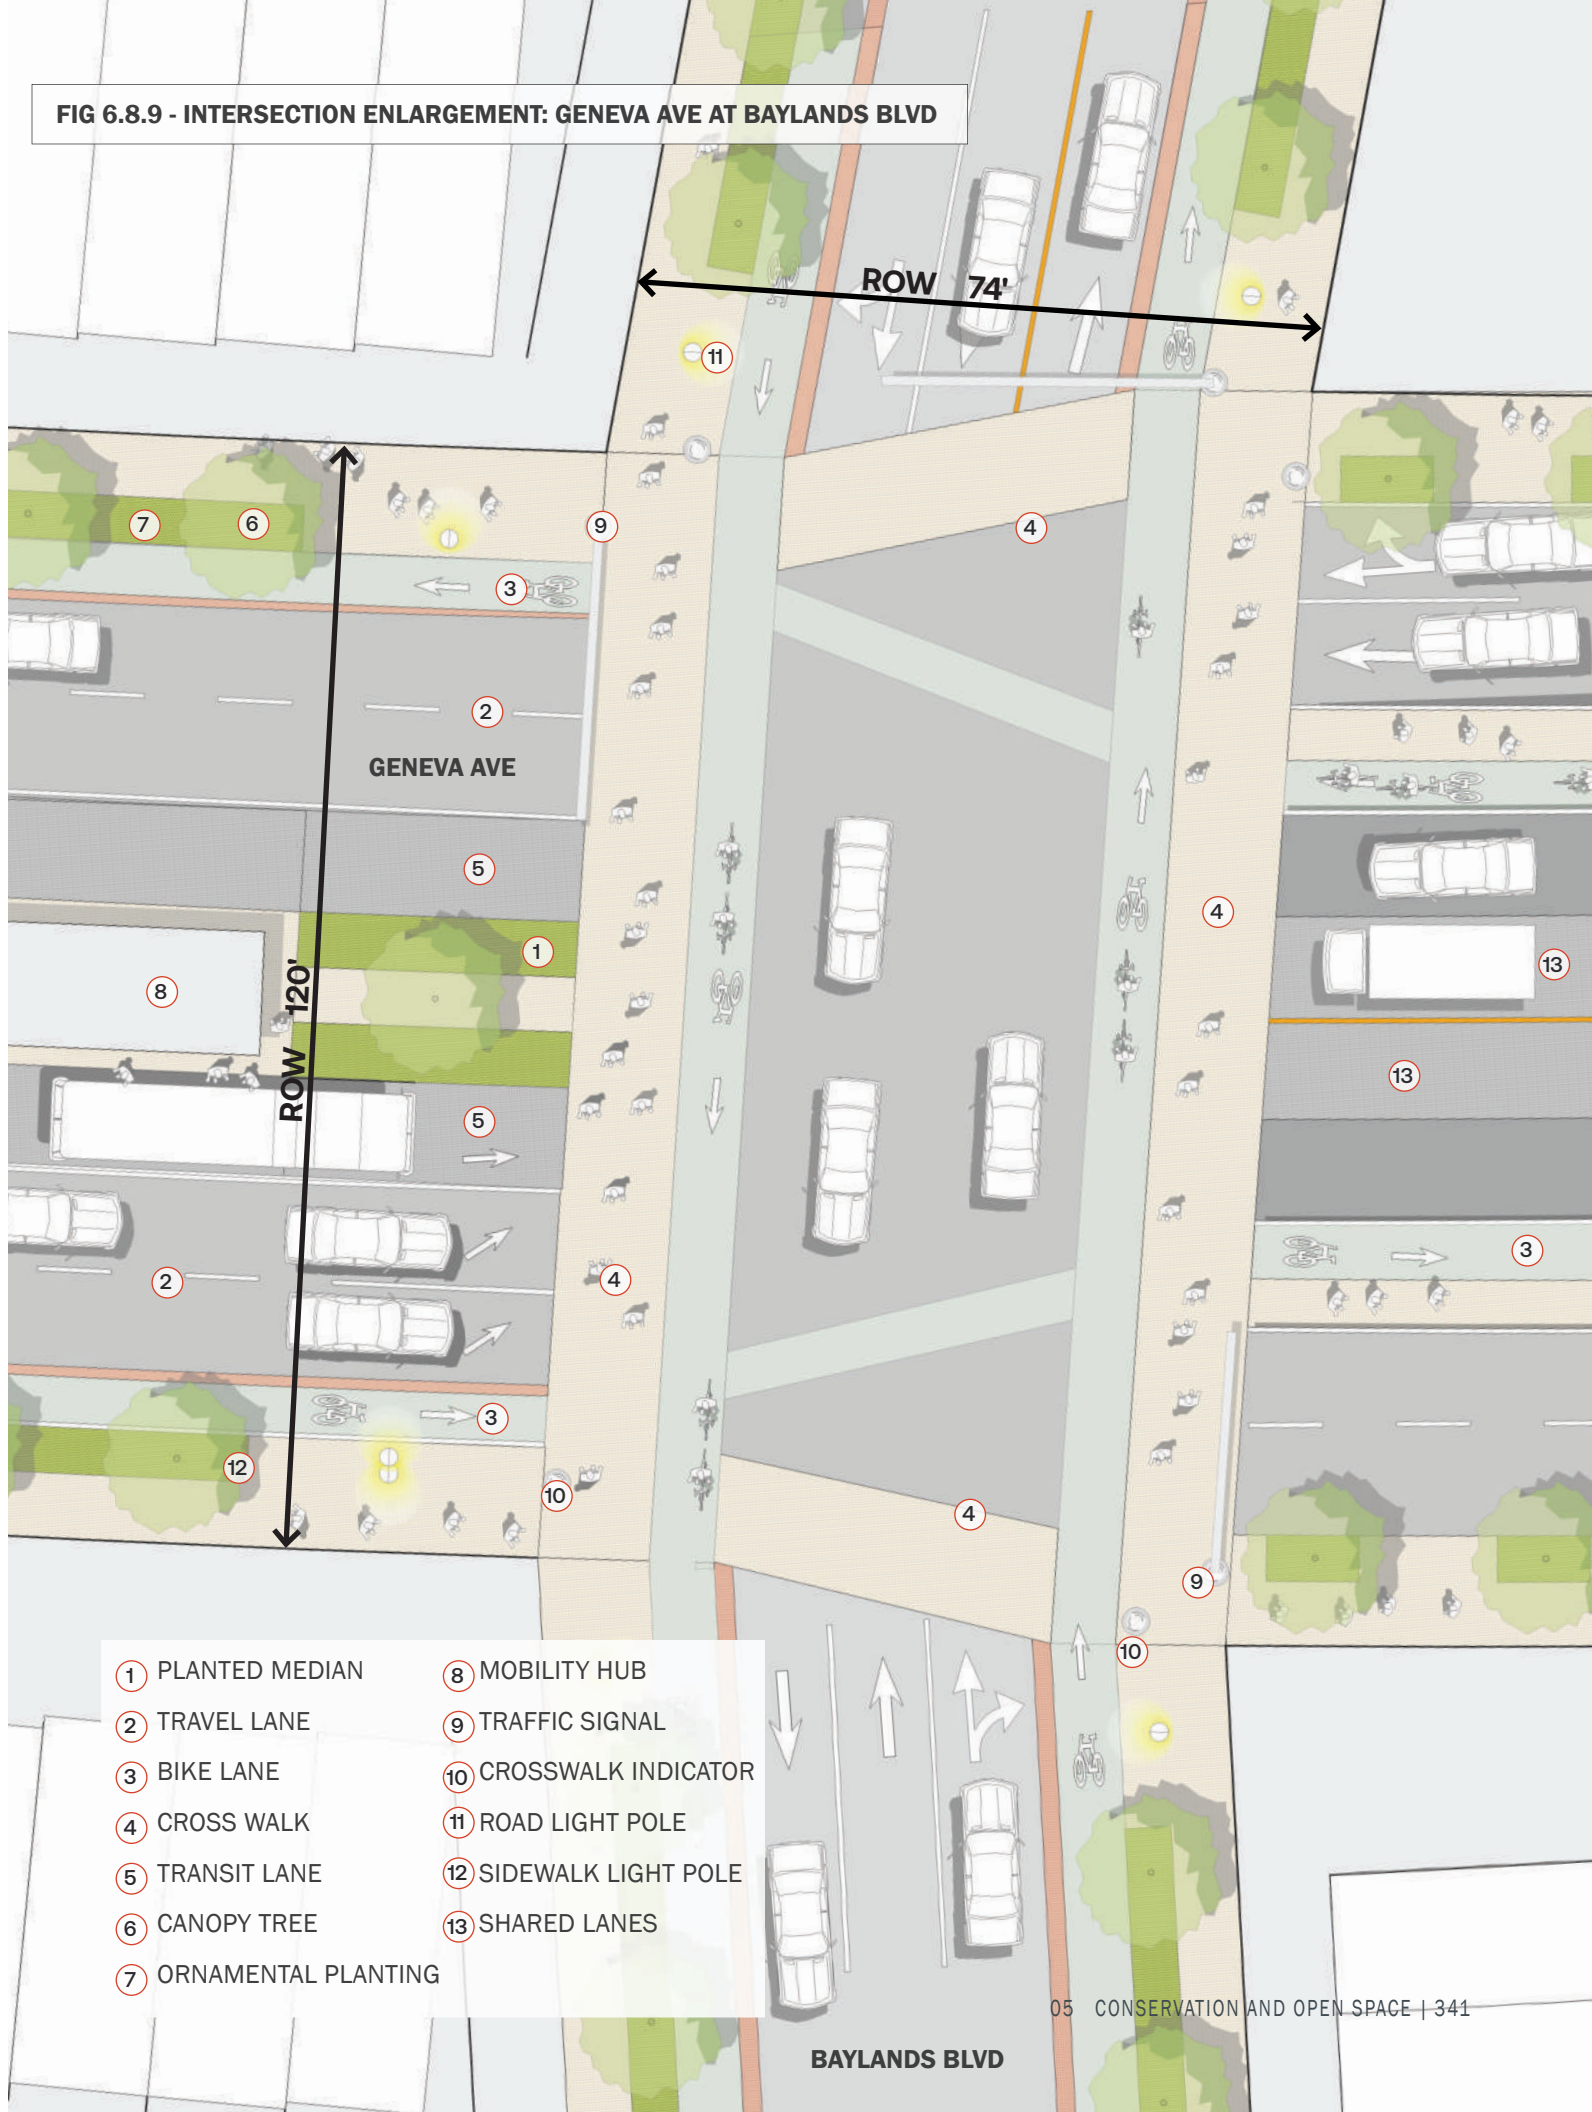 FIG 6.8.9 - INTERSECTION ENLARGEMENT: GENEVA AVE AT BAYLANDS BLVD
ROW 74'
11
7
6
9
4
3
2
GENEVA AVE
5
4
1
13
8
ROW 120'
13
5
3
4
2
3
12
10
4
9
10
1 PLANTED MEDIAN
2 TRAVEL LANE
3 BIKE LANE
4 CROSS WALK
5 TRANSIT LANE
6 CANOPY TREE
7 ORNAMENTAL PLANTING
8 MOBILITY HUB
9 TRAFFIC SIGNAL
10 CROSSWALK INDICATOR
11 ROAD LIGHT POLE
12 SIDEWALK LIGHT POLE
13 SHARED LANES
05 CONSERVATION AND OPEN SPACE | 341
BAYLANDS BLVD